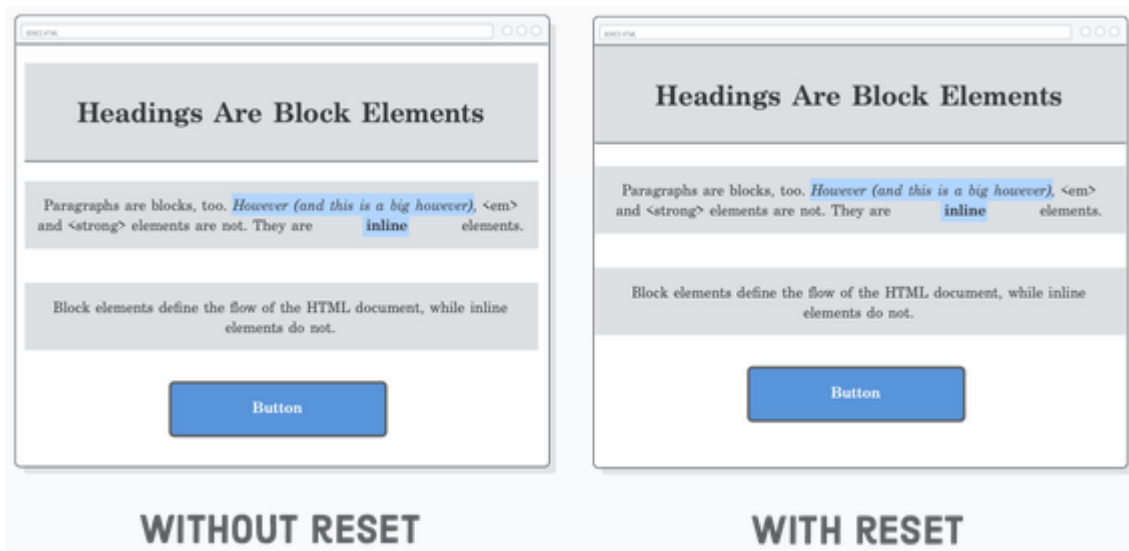 Headings Are Block Elements
Paragraphs are blocks, too. However (and this is a big however), <em>
and <strong> elements are not. They are inline elements.
Block elements define the flow of the HTML document, while inline
elements do not.
Button
WITHOUT RESET
Headings Are Block Elements
Paragraphs are blocks, too. However (and this is a big however), <em>
and <strong> elements are not. They are inline elements.
Block elements define the flow of the HTML document, while inline
elements do not.
Button
WITH RESET